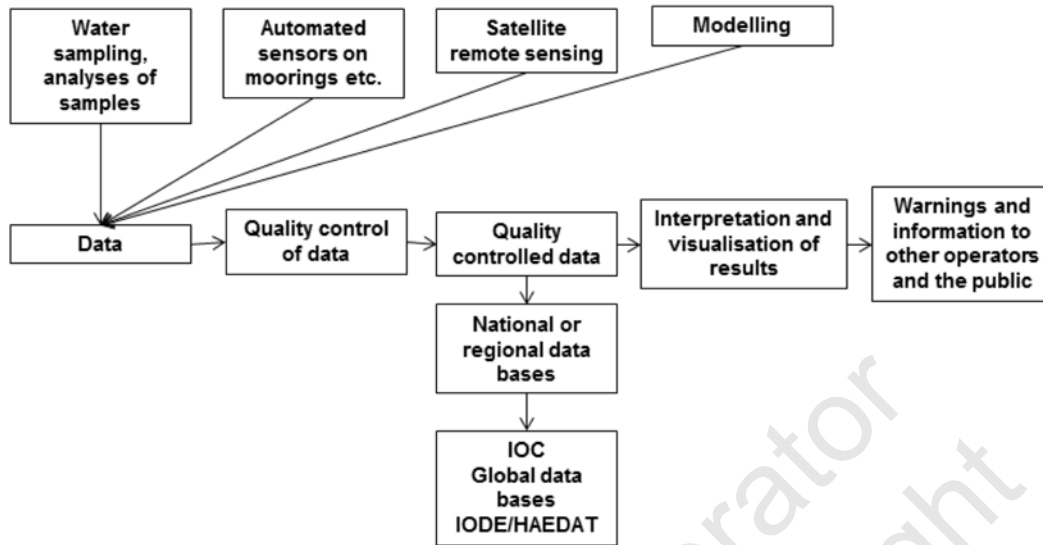 Water
sampling,
analyses of
samples
Automated
sensors on
moorings etc.
Satellite
remote sensing
Modelling
Data
Quality control
of data
Quality
controlled data
Interpretation and
visualisation of
results
Warnings and
information to
other operators
and the public
National or
regional data
bases
IOC
Global data
bases
IODE/HAEDAT